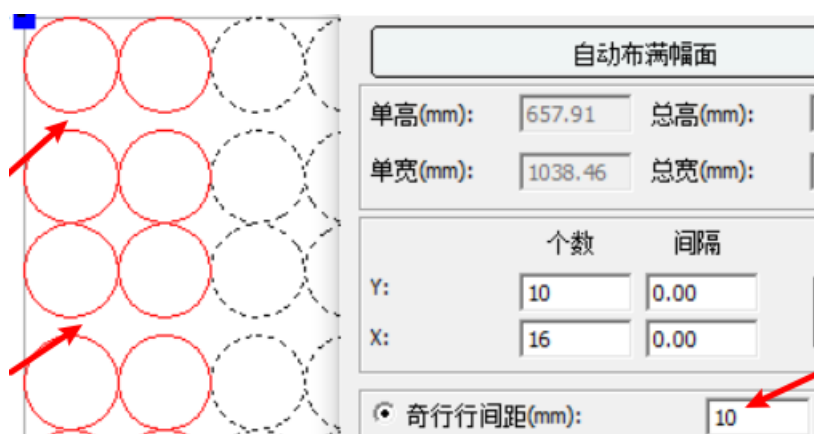 自动布满幅面
单高(mm): 657.91 总高(mm):
单宽(mm): 1038.46 总宽(mm):
个数 间隔
Y: 10 0.00
X: 16 0.00
奇行行间距(mm): 10